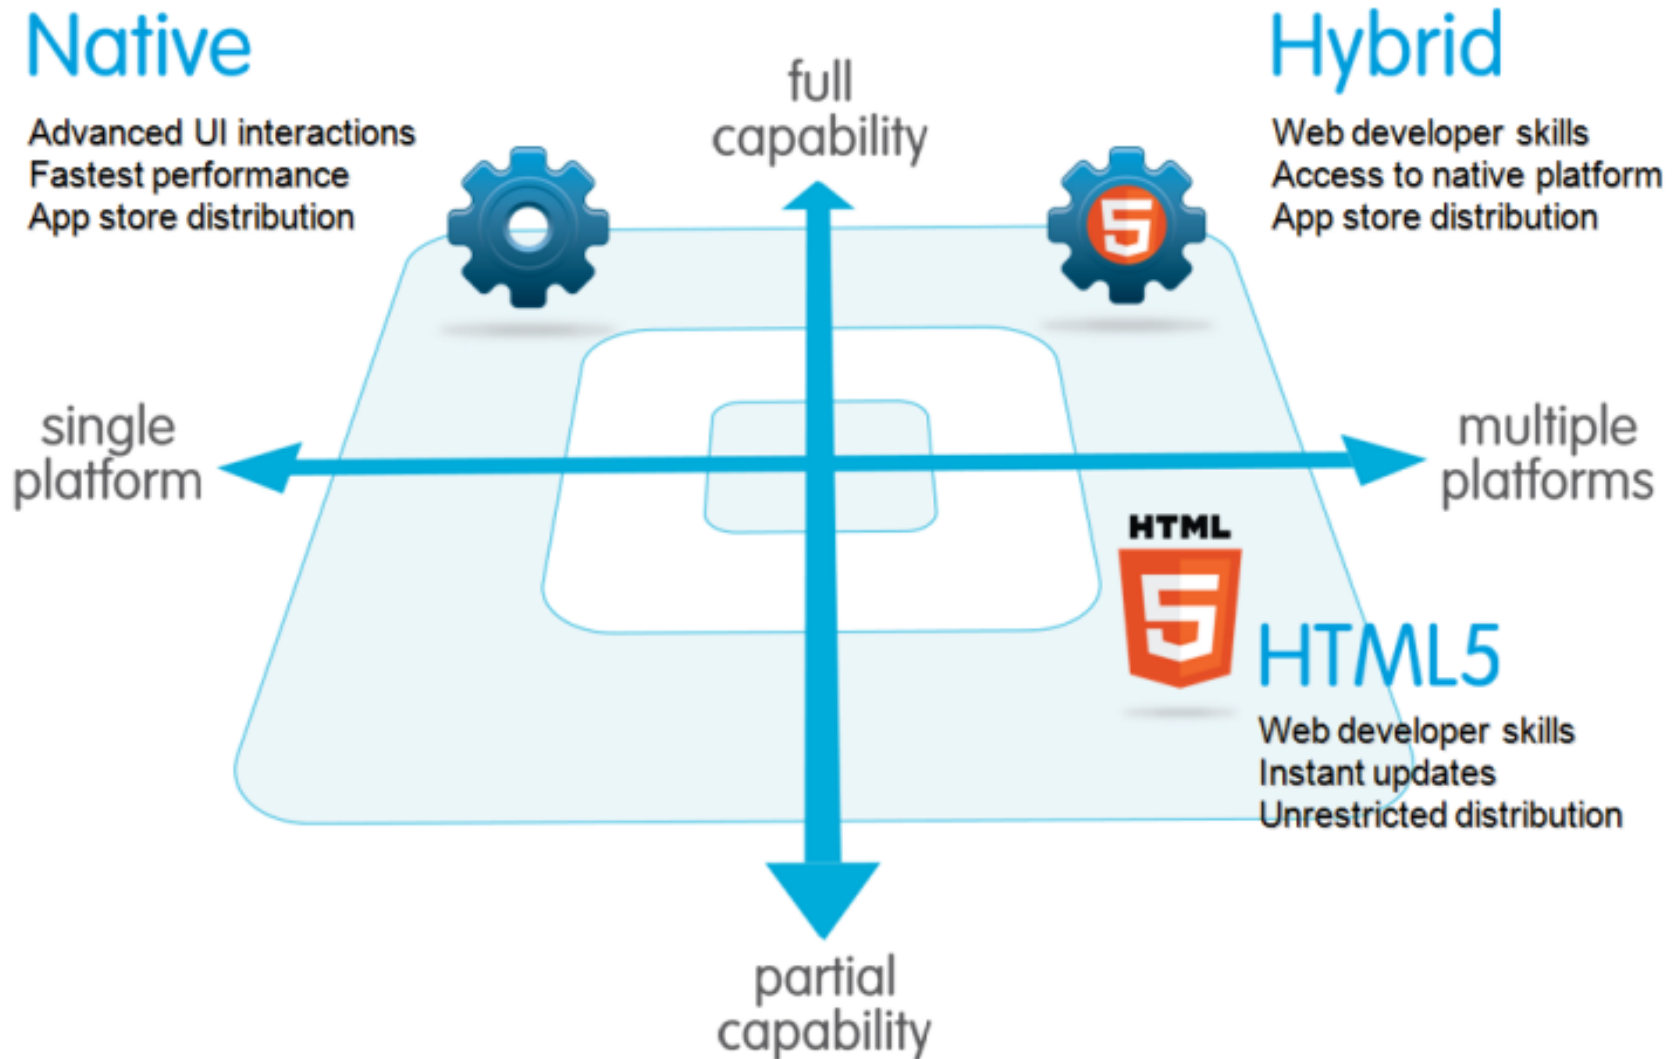 Native
Advanced UI interactions
Fastest performance
App store distribution
full
capability
Hybrid
Web developer skills
Access to native platform
App store distribution
5
single
platform
multiple
platforms
HTML
5
HTML5
Web developer skills
Instant updates
Unrestricted distribution
partial
capability